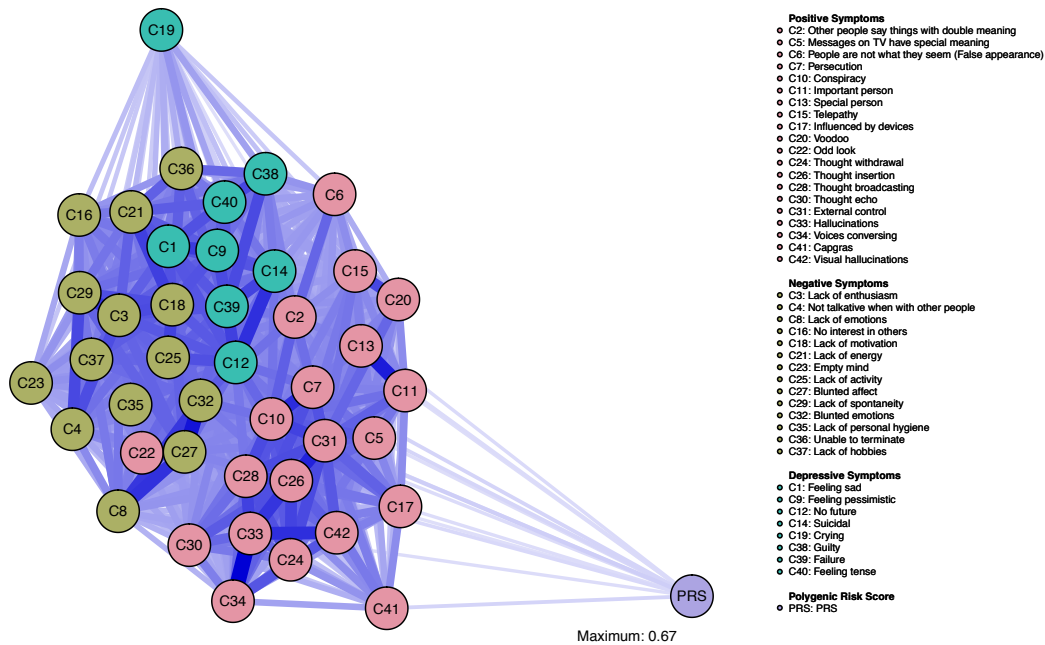 C19
C36
C38
C40
C6
C16
C21
C1
C9
C14
C15
C29
C3
C18
C39
C2
C20
C13
C37
C25
C12
C23
C7
C11
C35
C32
C10
C4
C22
C27
C31
C5
C28
C26
C8
C17
C30
C33
C42
C24
C34
C41
PRS
Maximum: 0.67
Positive Symptoms
C2: Other people say things with double meaning
C5: Messages on TV have special meaning
C6: People are not what they seem (False appearance)
C7: Persecution
C10: Conspiracy
C11: Important person
C13: Special person
C15: Telepathy
C17: Influenced by devices
C20: Voodoo
C22: Odd look
C24: Thought withdrawal
C26: Thought insertion
C28: Thought broadcasting
C30: Thought echo
C31: External control
C33: Hallucinations
C34: Voices conversing
C41: Capgras
C42: Visual hallucinations
Negative Symptoms
C3: Lack of enthusiasm
C4: Not talkative when with other people
C8: Lack of emotions
C16: No interest in others
C18: Lack of motivation
C21: Lack of energy
C23: Empty mind
C25: Lack of activity
C27: Blunted affect
C29: Lack of spontaneity
C32: Blunted emotions
C35: Lack of personal hygiene
C36: Unable to terminate
C37: Lack of hobbies
Depressive Symptoms
C1: Feeling sad
C9: Feeling pessimistic
C12: No future
C14: Suicidal
C19: Crying
C38: Guilty
C39: Failure
C40: Feeling tense
Polygenic Risk Score
PRS: PRS